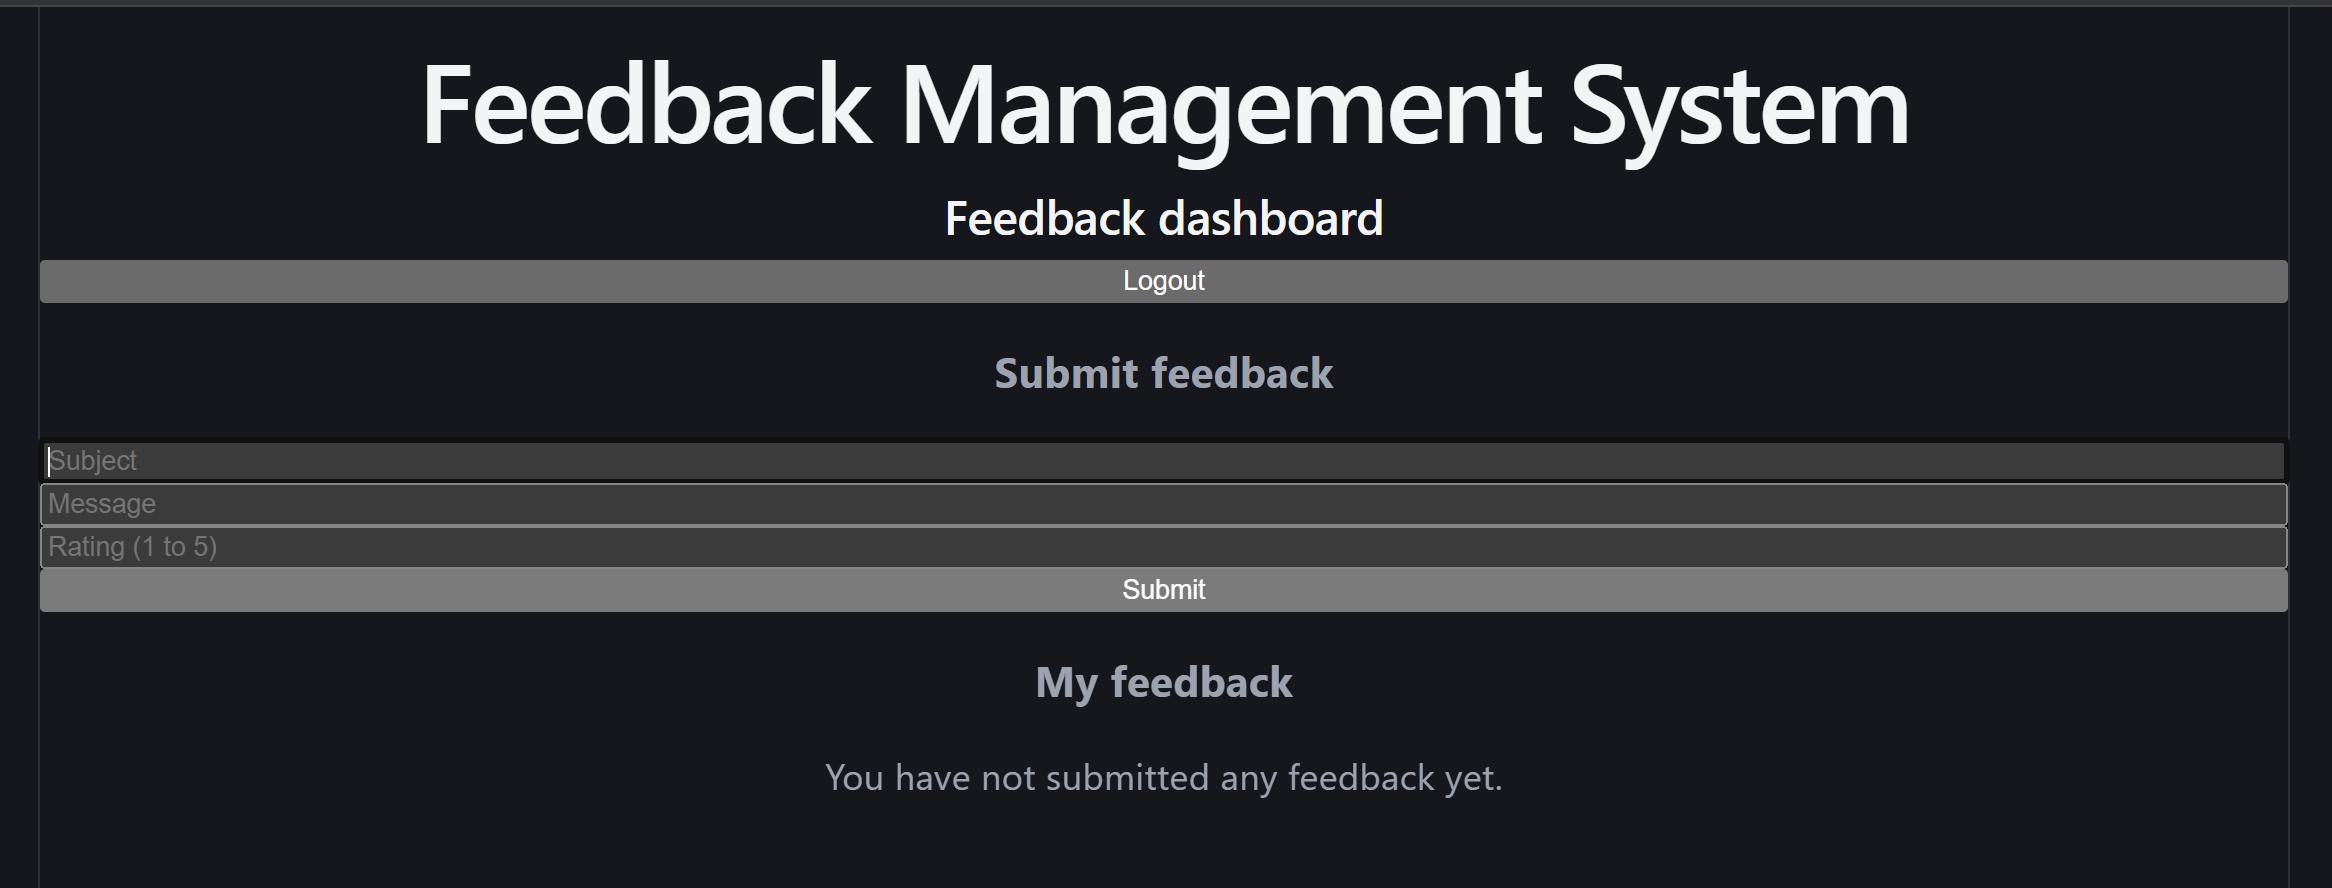 Feedback Management System
Feedback dashboard
Logout
Submit feedback
Subject
Message
Rating (1 to 5)
Submit
My feedback
You have not submitted any feedback yet.